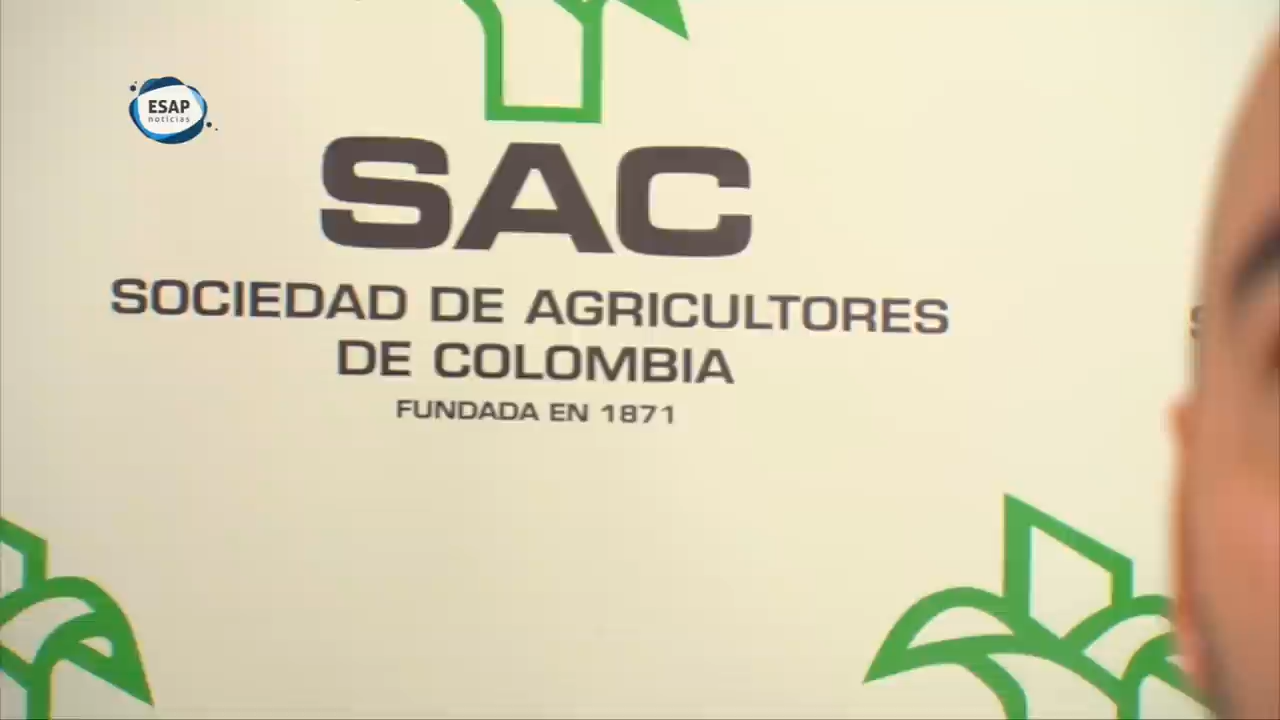 ESAP
noticias
SAC
SOCIEDAD DE AGRICULTORES
DE COLOMBIA
FUNDADA EN 1871